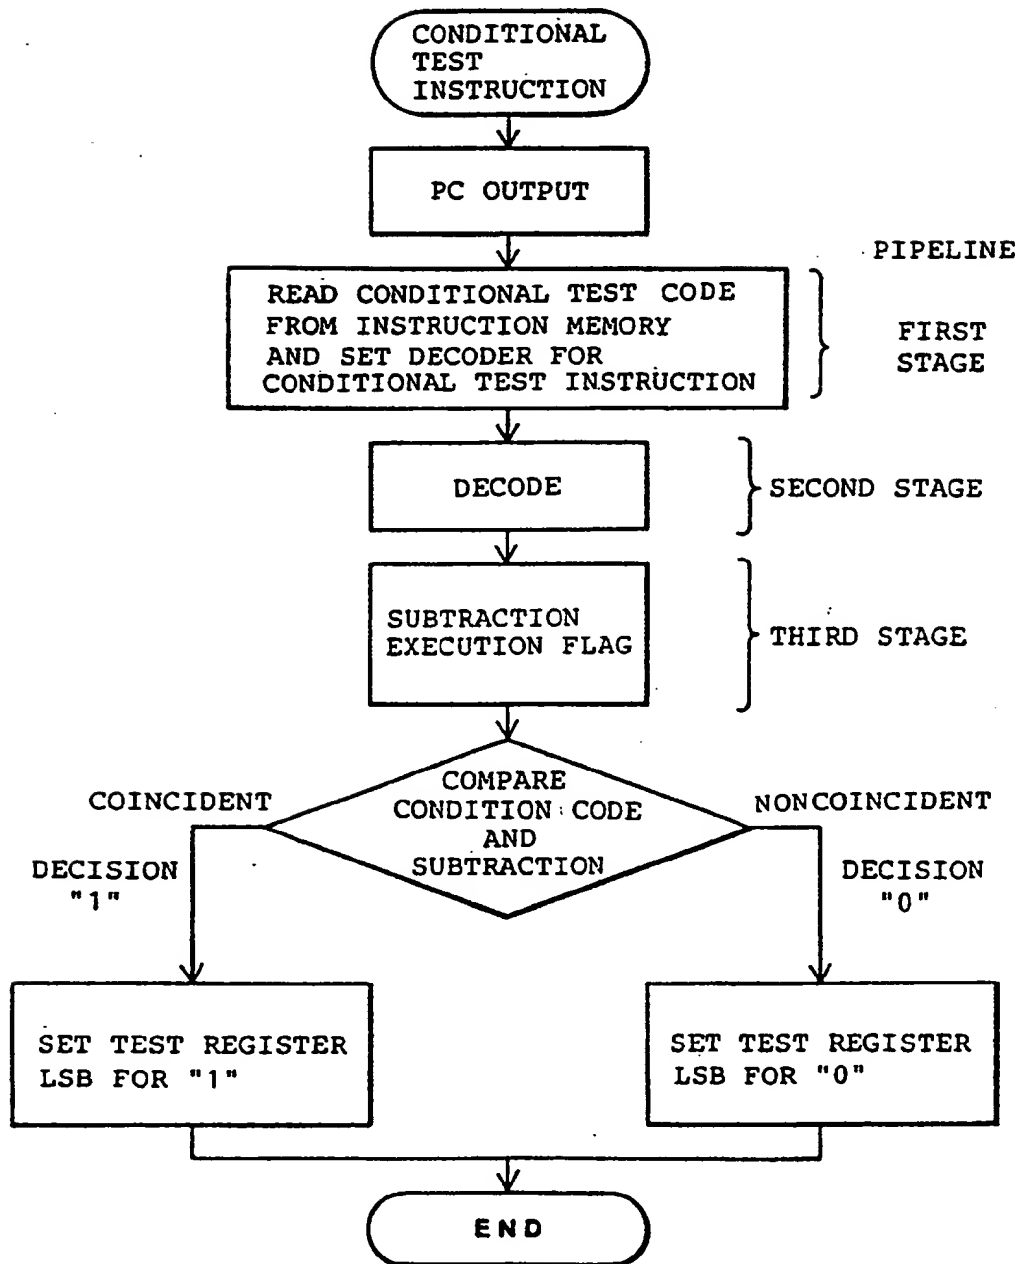 CONDITIONAL
TEST
INSTRUCTION
PC OUTPUT
PIPELINE
READ CONDITIONAL TEST CODE
FROM INSTRUCTION MEMORY
AND SET DECODER FOR
CONDITIONAL TEST INSTRUCTION
FIRST
STAGE
DECODE
SECOND STAGE
SUBTRACTION
EXECUTION FLAG
THIRD STAGE
COMPARE
CONDITION CODE
AND
SUBTRACTION
COINCIDENT
NONCOINCIDENT
DECISION
"1"
DECISION
"0"
SET TEST REGISTER
LSB FOR "1"
SET TEST REGISTER
LSB FOR "0"
END